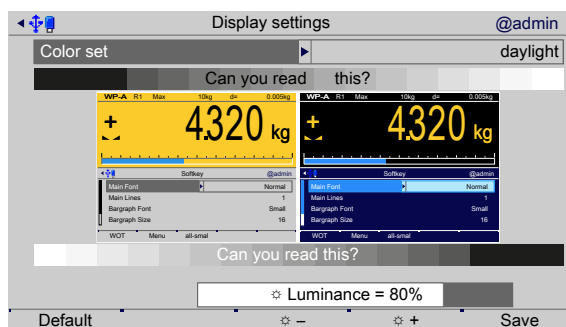 Display settings @admin
Color set daylight
Can you read this?
WP-A R1 Max 10kg d= 0.005kg
+ 4.320 kg
Softkey @admin
Main Font Normal
Main Lines 1
Bargraph Font Small
Bargraph Size 16
WOT Menu all-smal
WP-A R1 Max 10kg d= 0.005kg
+ 4.320 kg
Softkey @admin
Main Font Normal
Main Lines 1
Bargraph Font Small
Bargraph Size 16
WOT Menu all-smal
Can you read this?
☼ Luminance = 80%
Default ☼ – ☼ + Save